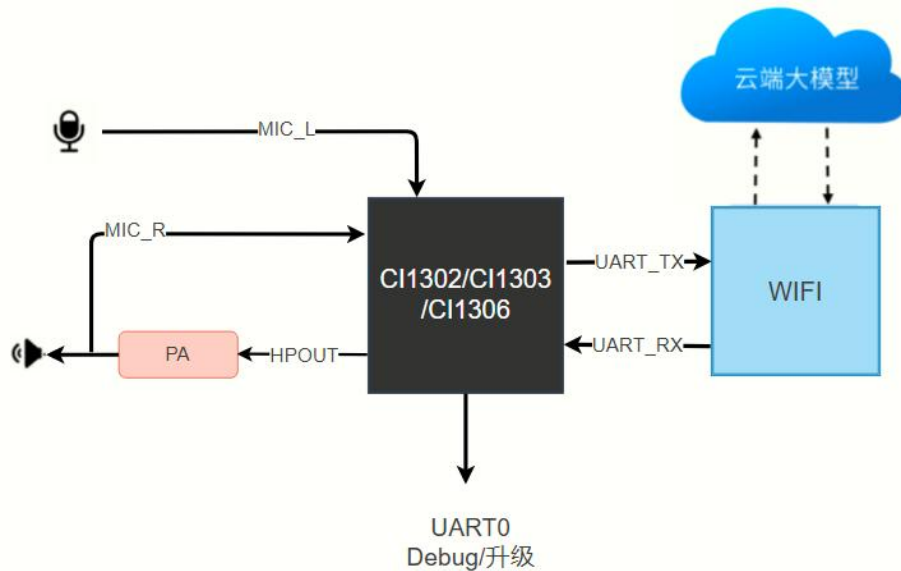 云端大模型
MIC_L
MIC_R
CI1302/CI1303
/CI1306
UART_TX
WIFI
UART_RX
PA
HPOUT
UART0
Debug/升级